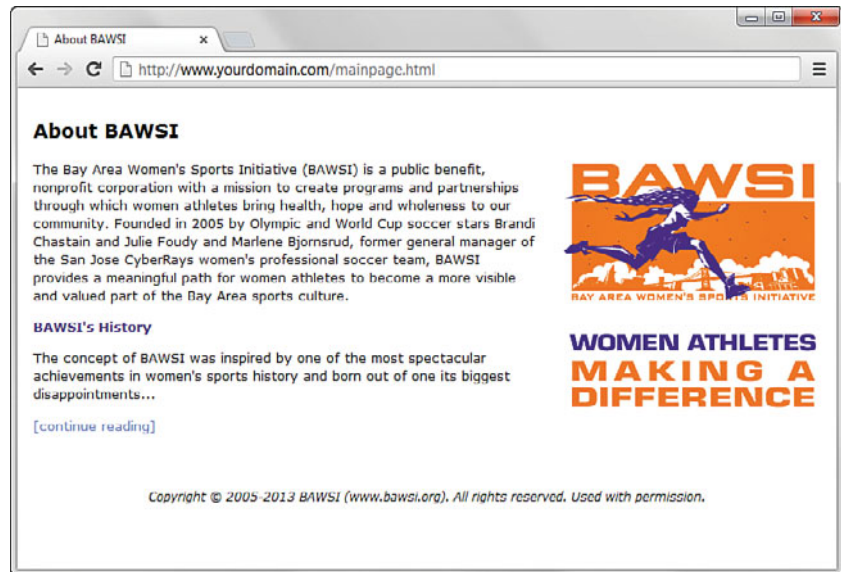 About BAWSI
http://www.yourdomain.com/mainpage.html
About BAWSI
The Bay Area Women's Sports Initiative (BAWSI) is a public benefit,
nonprofit corporation with a mission to create programs and partnerships
through which women athletes bring health, hope and wholeness to our
community. Founded in 2005 by Olympic and World Cup soccer stars Brandi
Chastain and Julie Foudy and Marlene Bjornsrud, former general manager of
the San Jose CyberRays women's professional soccer team, BAWSI
provides a meaningful path for women athletes to become a more visible
and valued part of the Bay Area sports culture.
BAWSI's History
The concept of BAWSI was inspired by one of the most spectacular
achievements in women's sports history and born out of one its biggest
disappointments...
[continue reading]
BAWSI
BAY AREA WOMEN'S SPORTS INITIATIVE
WOMEN ATHLETES
MAKING A
DIFFERENCE
Copyright © 2005-2013 BAWSI (www.bawsi.org). All rights reserved. Used with permission.